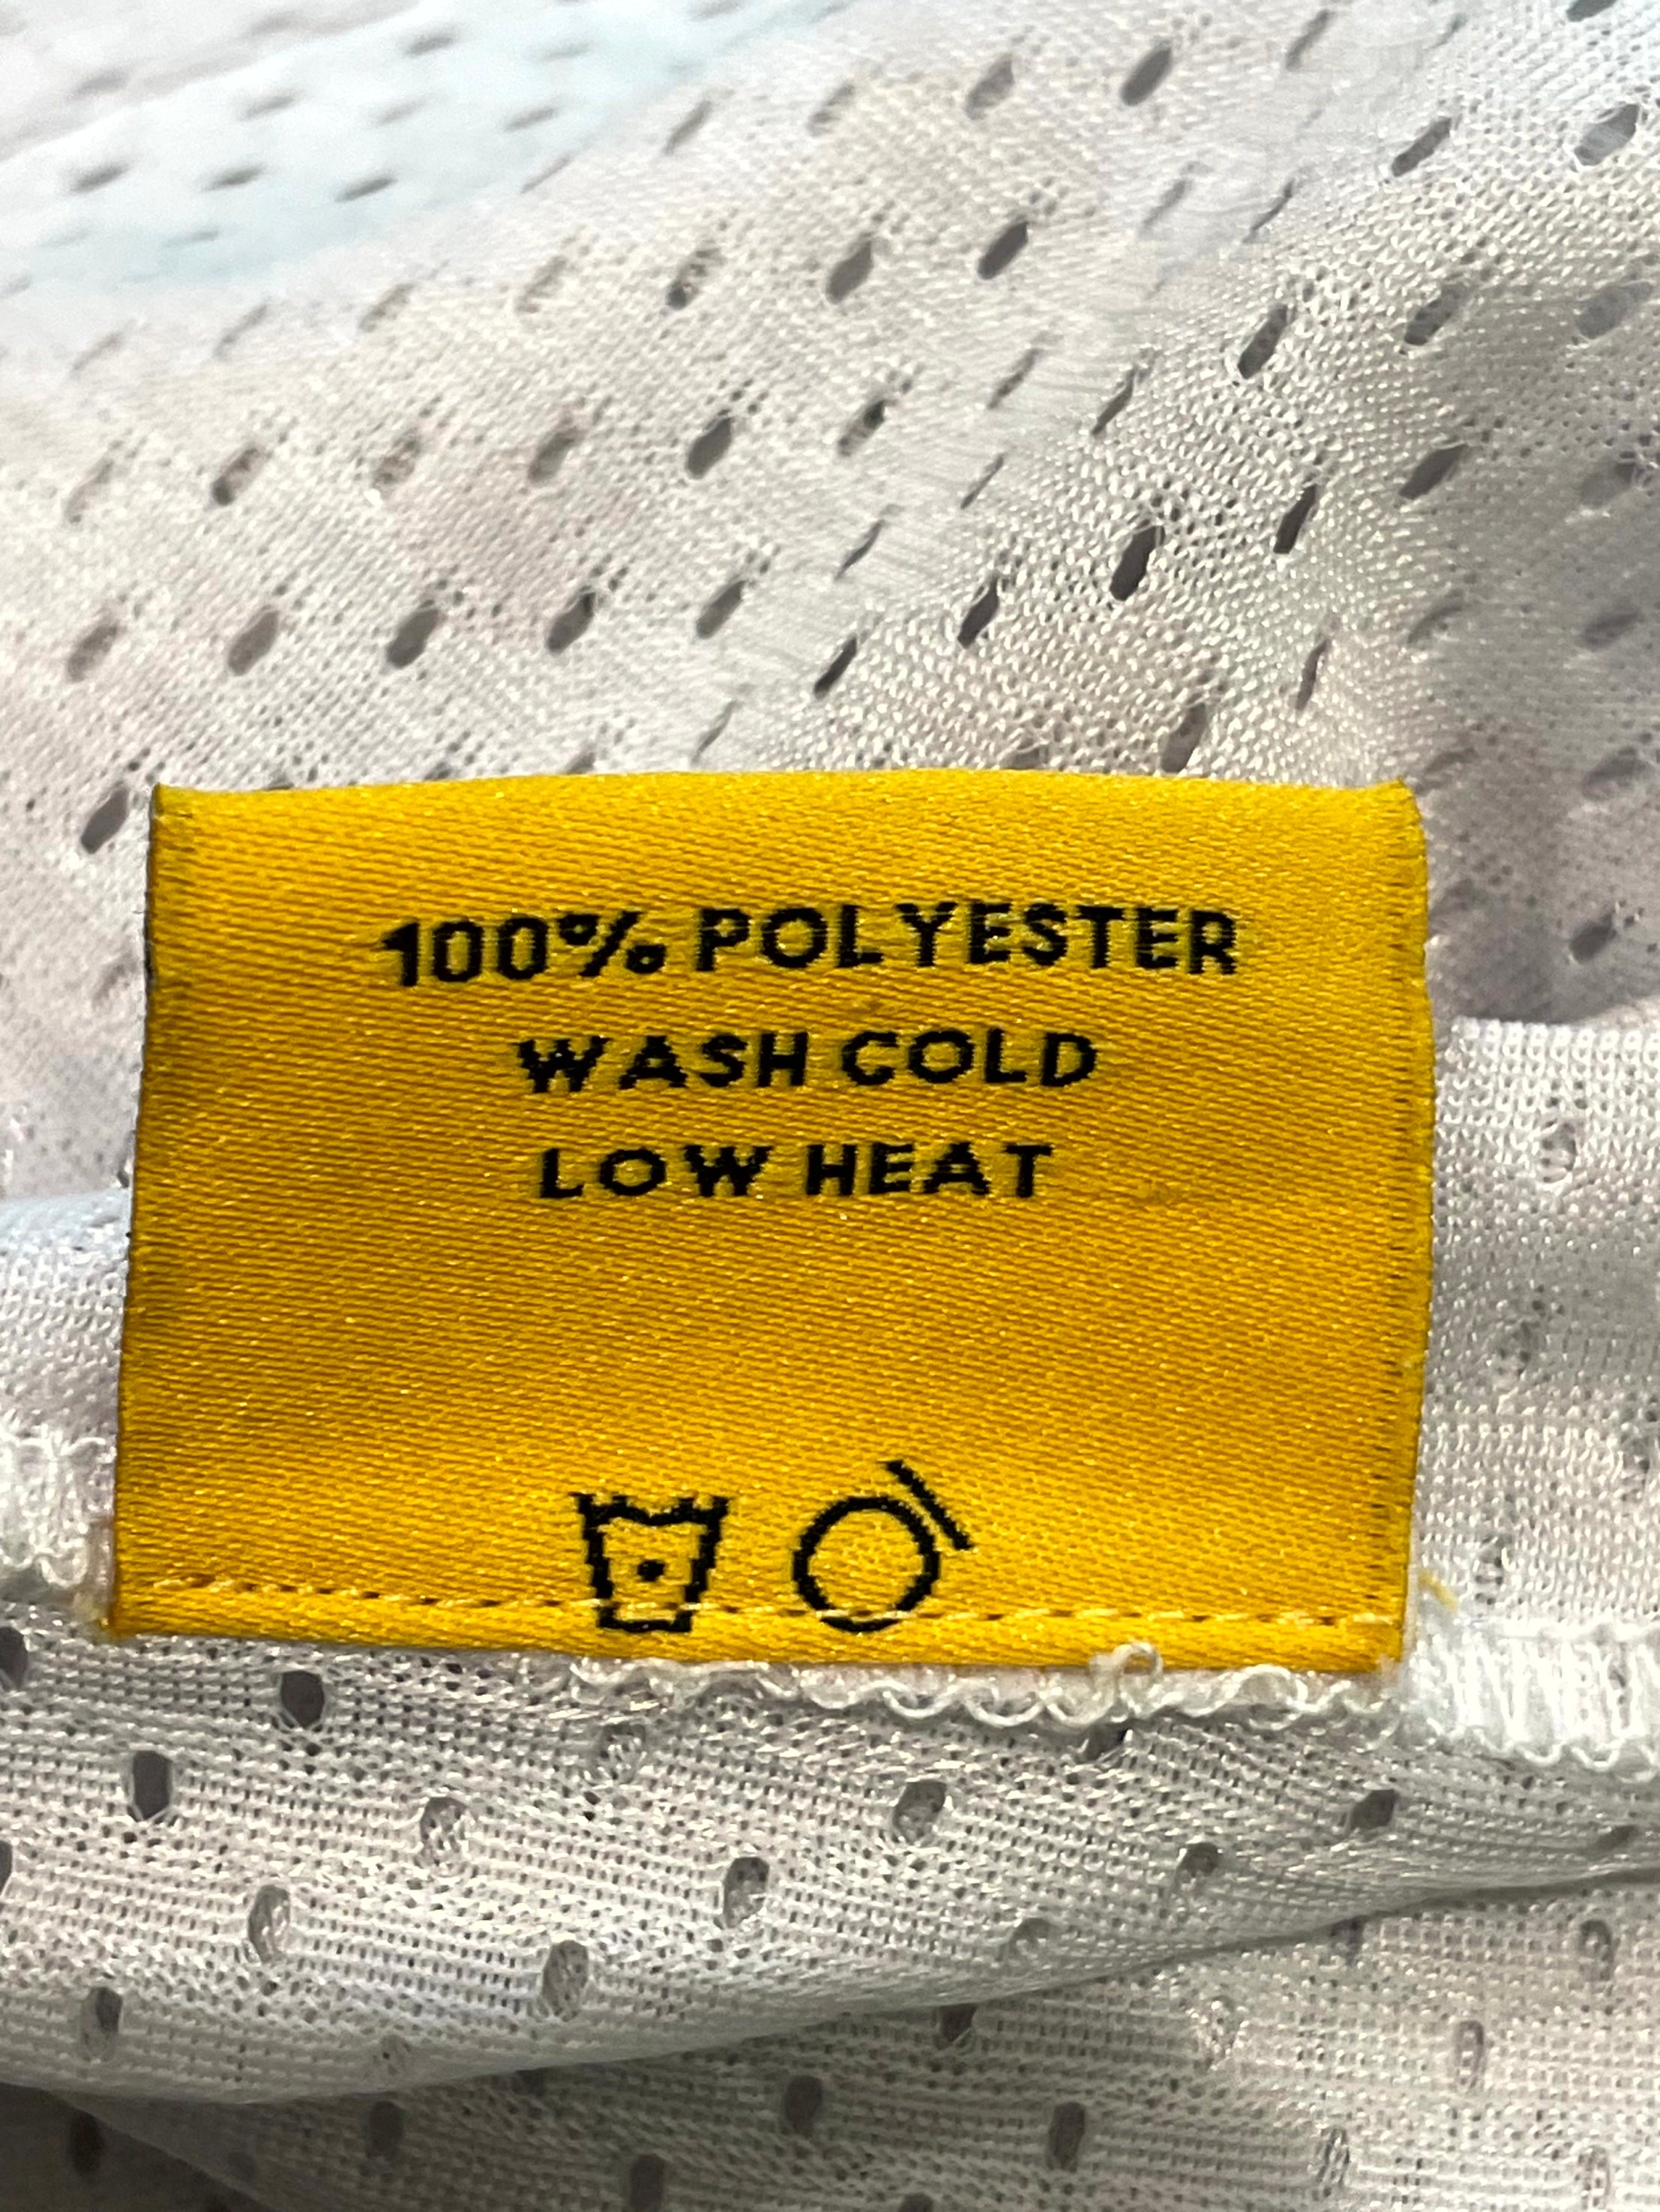 100% POLYESTER
WASH COLD
LOW HEAT